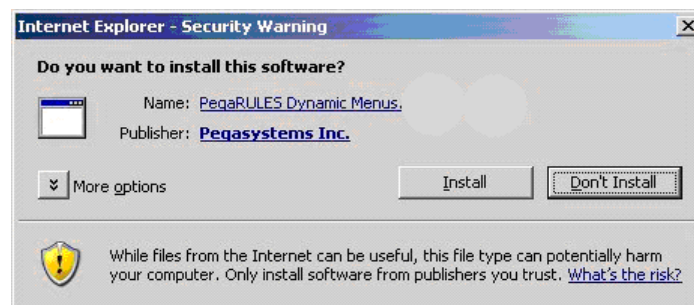 Internet Explorer - Security Warning
Do you want to install this software?
Name: PegaRULES Dynamic Menus.
Publisher: Pegasystems Inc.
More options
Install
Don't Install
While files from the Internet can be useful, this file type can potentially harm
your computer. Only install software from publishers you trust. What's the risk?